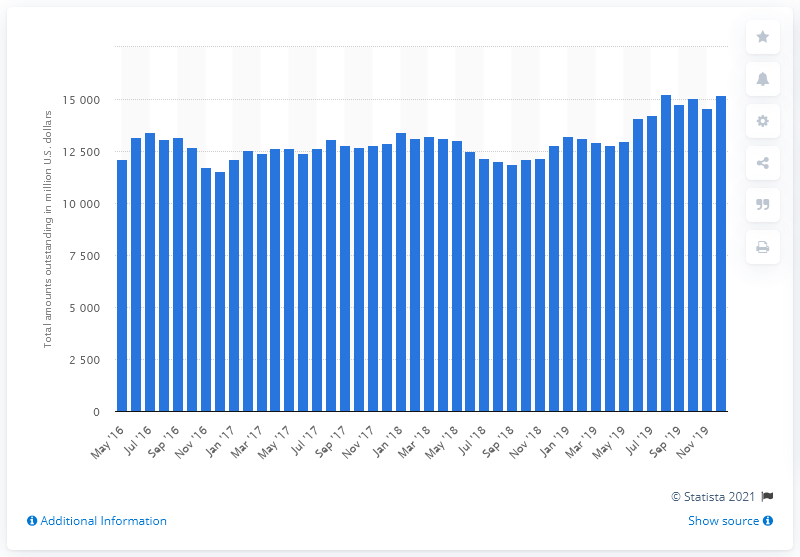 Total amounts outstanding in million U.S. dollars
15 000
12 500
10 000
7 500
5 000
2 500
0
May '16
Jul '16
Sep '16
Nov '16
Jan '17
Mar '17
May '17
Jul '17
Sep '17
Nov '17
Jan '18
Mar '18
May '18
Jul '18
Sep '18
Nov '18
Jan '19
Mar '19
May '19
Jul '19
Sep '19
Nov '19
© Statista 2021
Additional Information
Show source